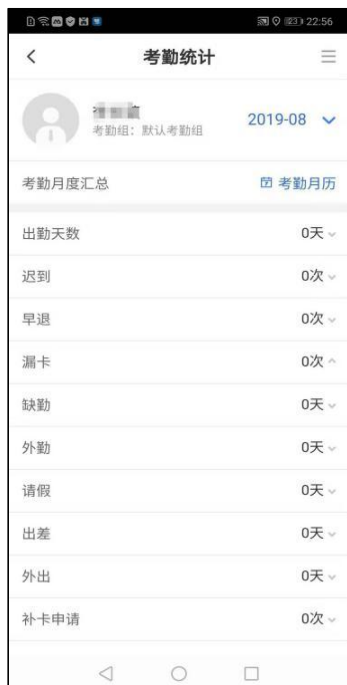 23 22:56
考勤统计
考勤组：默认考勤组
2019-08
考勤月度汇总 考勤月历
出勤天数 0天
迟到 0次
早退 0次
漏卡 0次
缺勤 0天
外勤 0天
请假 0天
出差 0天
外出 0天
补卡申请 0次